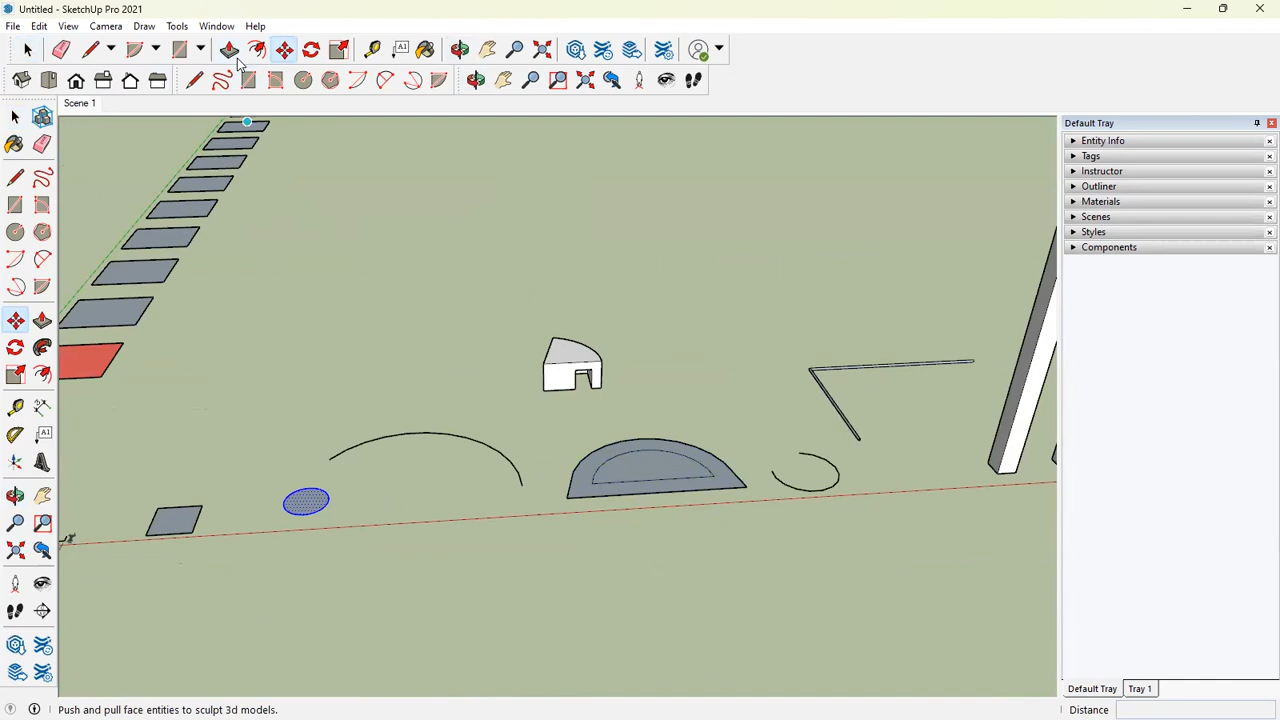 Untitled - SketchUp Pro 2021
File Edit View Camera Draw Window Tools Help
A1
Scene 1
Default Tray
Entity Info
Tags
Instructor
Outliner
Materials
Scenes
Styles
Components
A1
Default Tray Tray 1
Push and pull face entities to sculpt 3d models.
Distance